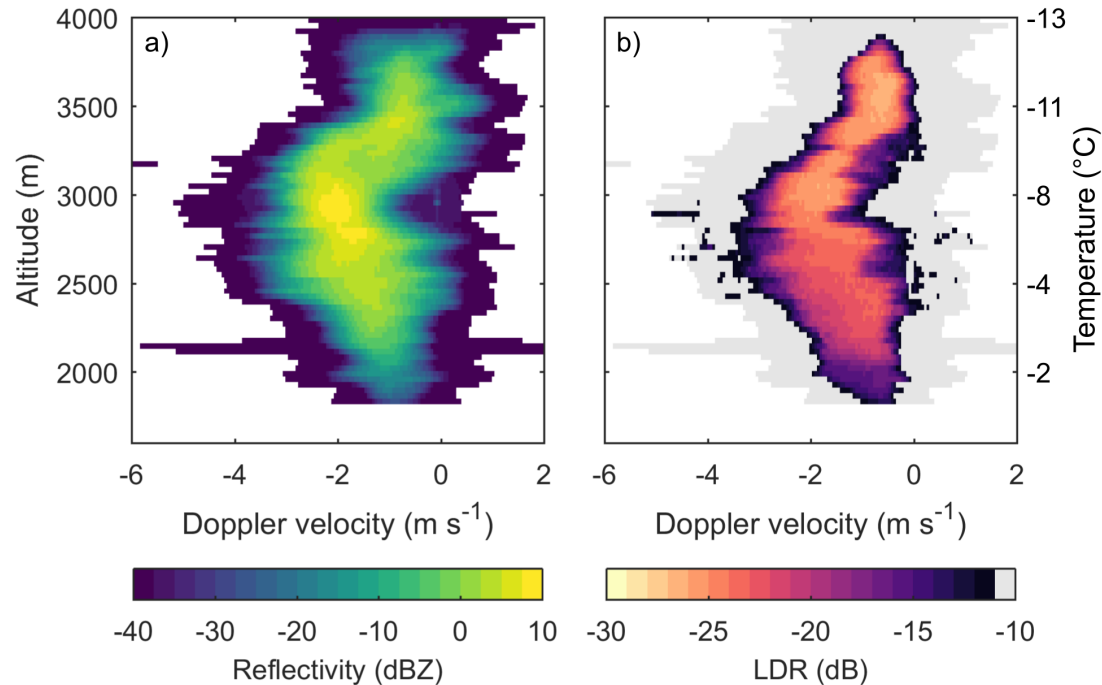 a)
4000
3500
3000
2500
2000
Altitude (m)
-6 -4 -2 0 2
Doppler velocity (m s-1)
-40 -30 -20 -10 0 10
Reflectivity (dBZ)
b)
-13
-11
-8
-4
-2
Temperature (°C)
-6 -4 -2 0 2
Doppler velocity (m s-1)
-30 -25 -20 -15 -10
LDR (dB)